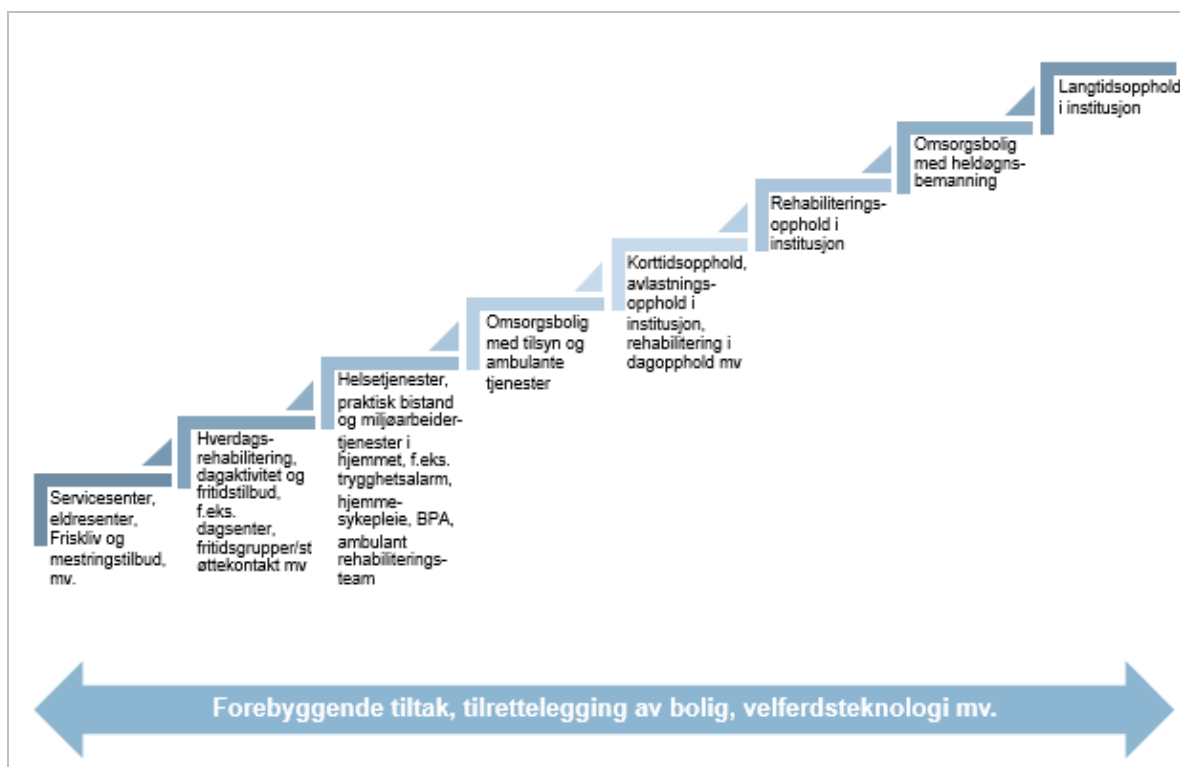 Servicesenter,
eldresenter,
Friskliv og
mestringstilbud,
mv.
Hverdags-
rehabilitering,
dagaktivitet og
fritidstilbud,
f.eks.
dagsenter,
fritidsgrupper/st
øttekontakt mv
Helsetjenester,
praktisk bistand
og miljøarbeider-
tjenester i
hjemmet, f.eks.
trygghetsalarm,
hjemme-
sykepleie, BPA,
ambulant
rehabiliterings-
team
Omsorgsbolig
med tilsyn og
ambulante
tjenester
Korttidsopphold,
avlastnings-
opphold i
institusjon,
rehabilitering i
dagopphold mv
Rehabiliterings-
opphold i
institusjon
Omsorgsbolig
med heldøgns-
bemanning
Langtidsopphold
i institusjon
Forebyggende tiltak, tilrettelegging av bolig, velferdsteknologi mv.